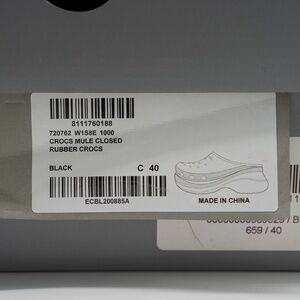 8111760188
720762 W1S8E 1000
CROCS MULE CLOSED
RUBBER CROCS
BLACK
C 40
ECBL200885A
MADE IN CHINA
659 / 40